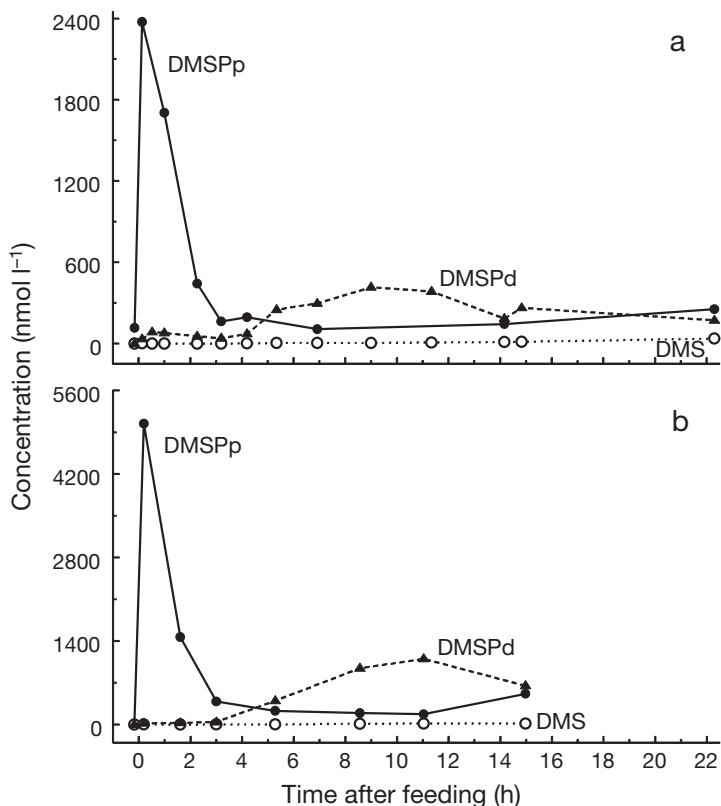 a
2400
DMSPp
1800
1200
600
DMSPd
0
DMS
Concentration (nmol l⁻¹)
b
5600
DMSPp
4200
2800
1400
DMSPd
0
DMS
0 2 4 6 8 10 12 14 16 18 20 22
Time after feeding (h)